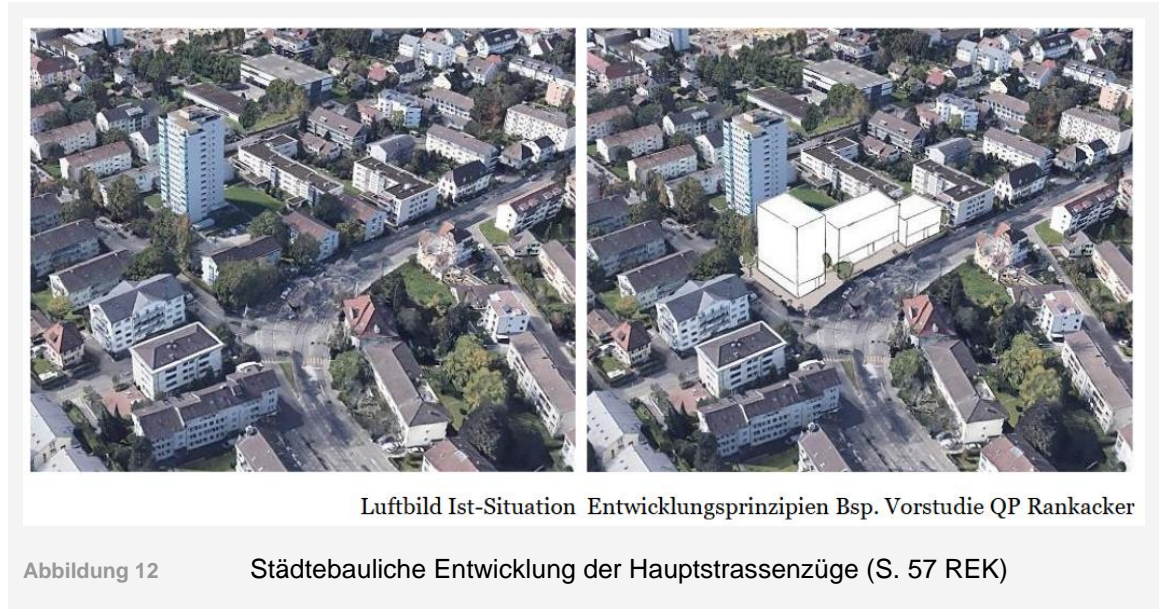 Luftbild Ist-Situation Entwicklungsprinzipien Bsp. Vorstudie QP Rankacker
Abbildung 12 Städtebauliche Entwicklung der Hauptstrassenzüge (S. 57 REK)